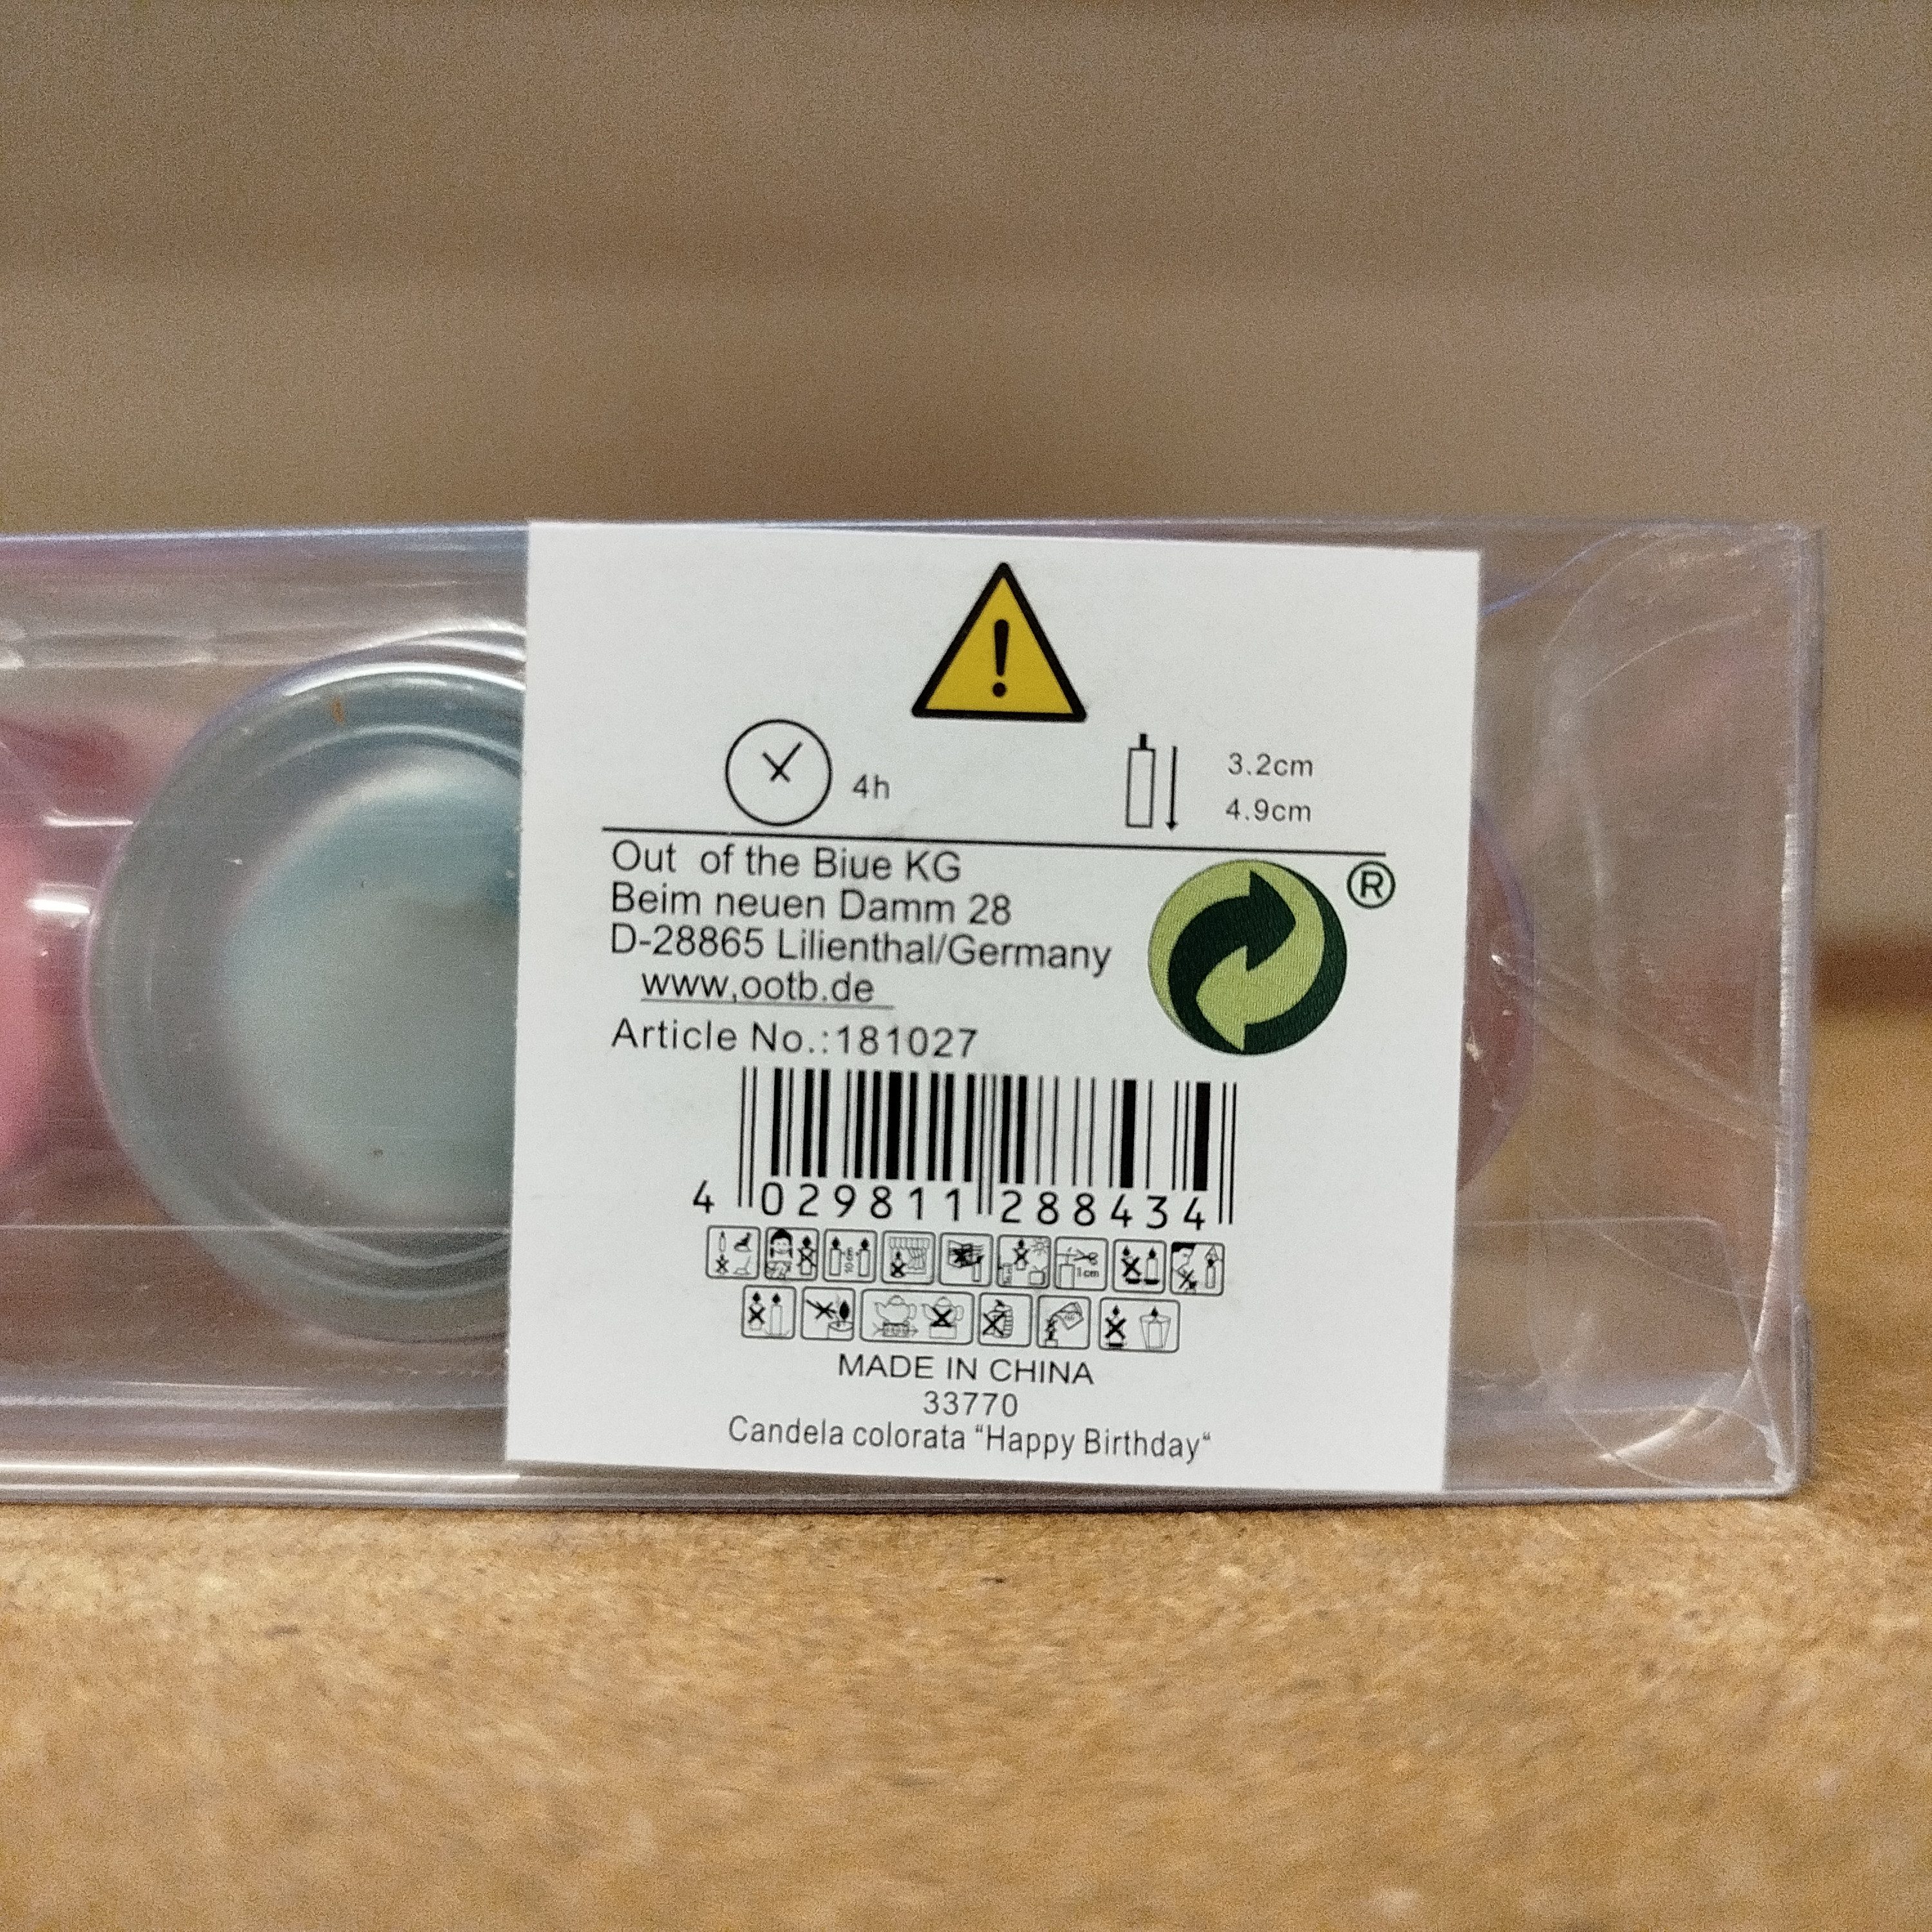 4h
3.2cm
4.9cm
Out of the Biue KG
Beim neuen Damm 28
D-28865 Lilienthal/Germany
www,ootb.de
®
Article No.:181027
4 029811 288434
1cm
MADE IN CHINA
33770
Candela colorata “Happy Birthday“